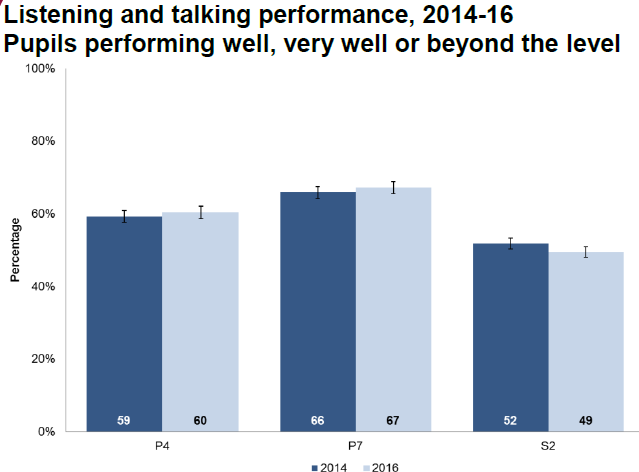 Listening and talking performance, 2014-16
Pupils performing well, very well or beyond the level
100%
80%
60%
40%
20%
0%
Percentage
59
60
66
67
52
49
P4
P7
S2
2014
2016